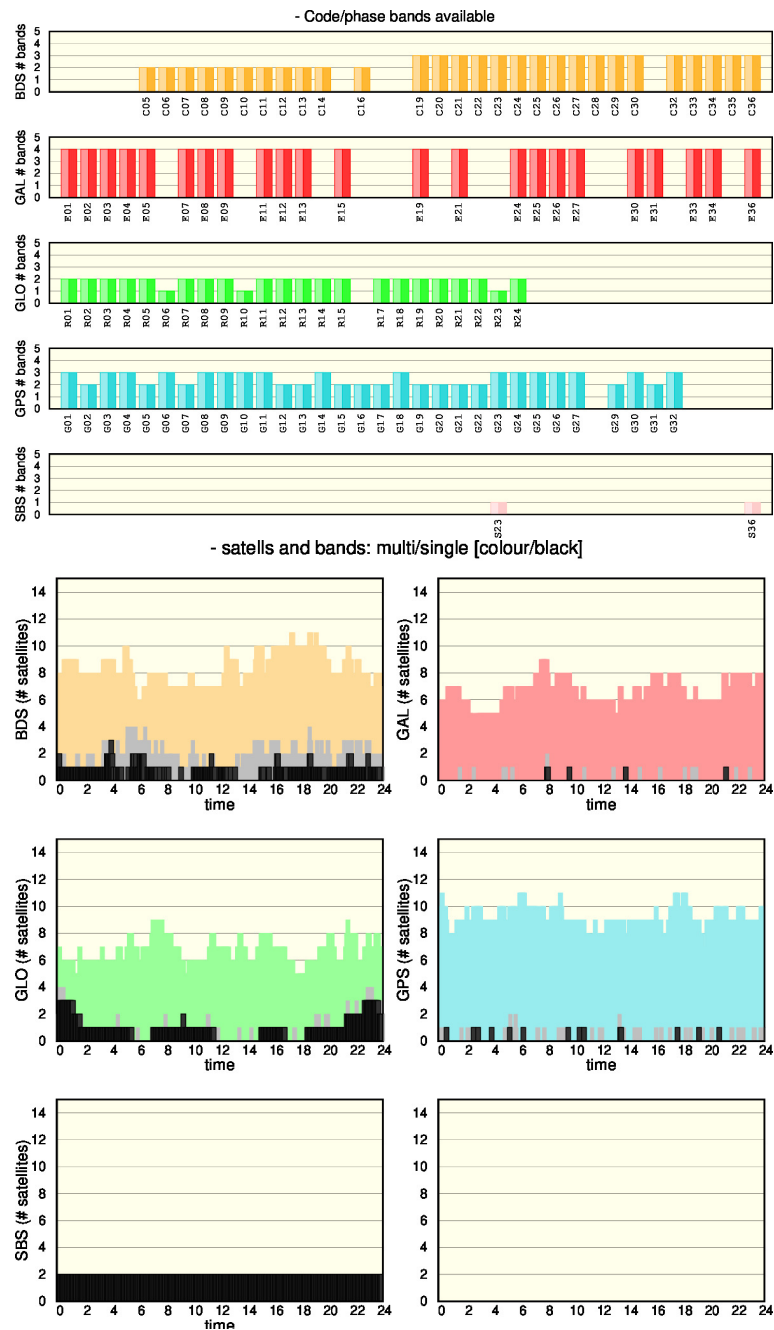 - Code/phase bands available
BDS # bands
5
4
3
2
1
0
C05 C06 C07 C08 C09 C10 C11 C12 C13 C14 C16 C19 C20 C21 C22 C23 C24 C25 C26 C27 C28 C29 C30 C32 C33 C34 C35 C36
GAL # bands
5
4
3
2
1
0
E01 E02 E03 E04 E05 E07 E08 E09 E11 E12 E13 E15 E19 E21 E24 E25 E26 E27 E30 E31 E33 E34 E36
GLO # bands
5
4
3
2
1
0
R01 R02 R03 R04 R05 R06 R07 R08 R09 R10 R11 R12 R13 R14 R15 R17 R18 R19 R20 R21 R22 R23 R24
GPS # bands
5
4
3
2
1
0
G01 G02 G03 G04 G05 G06 G07 G08 G09 G10 G11 G12 G13 G14 G15 G16 G17 G18 G19 G20 G21 G22 G23 G24 G25 G26 G27 G29 G30 G31 G32
SBS # bands
5
4
3
2
1
0
S23 S36
- satells and bands: multi/single [colour/black]
BDS (# satellites)
14
12
10
8
6
4
2
0
0 2 4 6 8 10 12 14 16 18 20 22 24
time
GAL (# satellites)
14
12
10
8
6
4
2
0
0 2 4 6 8 10 12 14 16 18 20 22 24
time
GLO (# satellites)
14
12
10
8
6
4
2
0
0 2 4 6 8 10 12 14 16 18 20 22 24
time
GPS (# satellites)
14
12
10
8
6
4
2
0
0 2 4 6 8 10 12 14 16 18 20 22 24
time
SBS (# satellites)
14
12
10
8
6
4
2
0
0 2 4 6 8 10 12 14 16 18 20 22 24
time
14
12
10
8
6
4
2
0
0 2 4 6 8 10 12 14 16 18 20 22 24